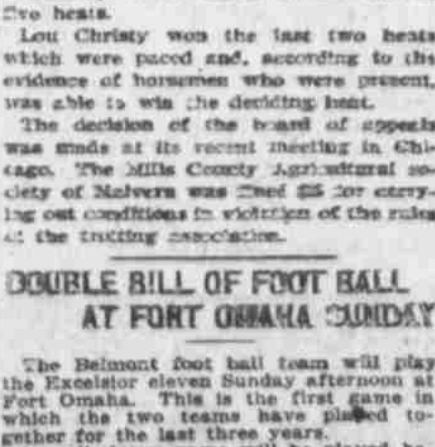 five heats.
Lou Christy won the last two heats
which were paced and, according to the
evidence of horsemen who were present,
was able to win the deciding heat.
The decision of the board of appeals
was made at its recent meeting in Chi-
cago. The Mills County Agricultural so-
ciety of Malvern was fined $5 for carry-
ing out conditions in violation of the rules
of the trotting association.
DOUBLE BILL OF FOOT BALL
AT FORT OMAHA SUNDAY
The Belmont foot ball team will play
the Excelsior eleven Sunday afternoon at
Fort Omaha. This is the first game in
which the two teams have played to-
gether for the last three years.